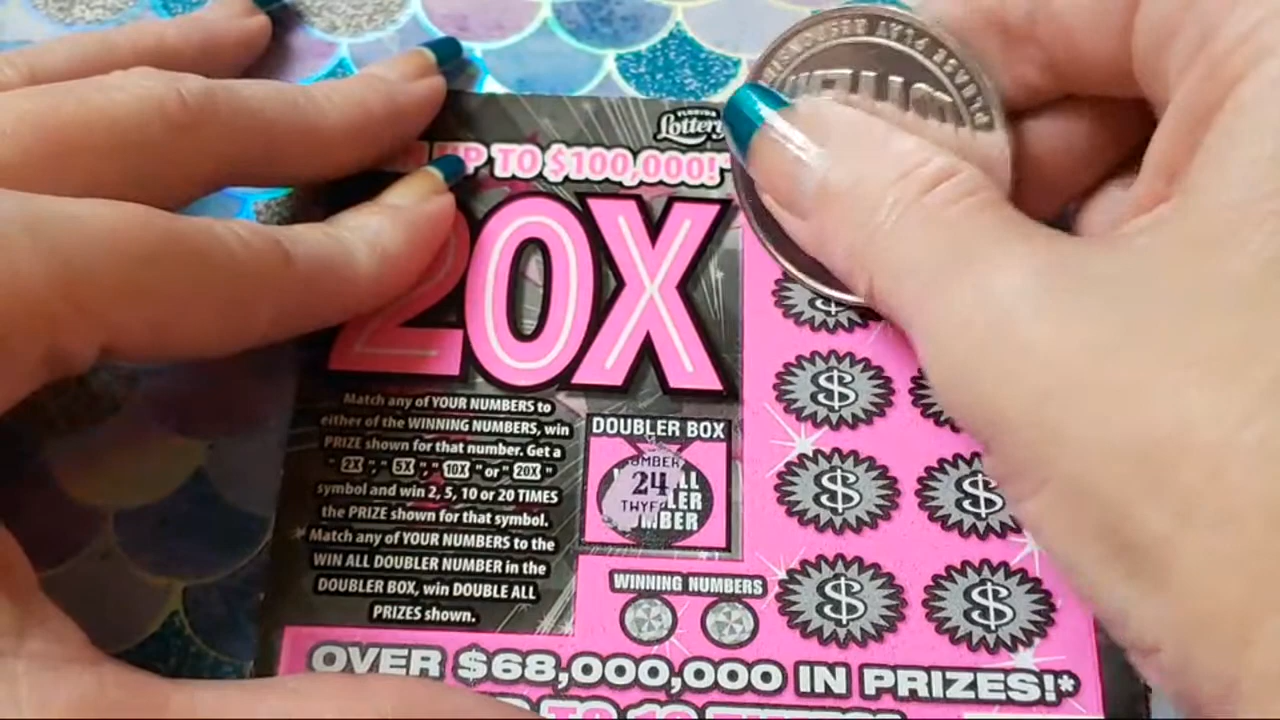 PLEASE PLAY
FLORIDA
Lottery
UP TO $100,000!*
20X
Match any of YOUR NUMBERS to
either of the WINNING NUMBERS, win
PRIZE shown for that number. Get a
"2X", "5X", "10X" or "20X"
symbol and win 2, 5, 10 or 20 TIMES
the PRIZE shown for that symbol.
Match any of YOUR NUMBERS to the
WIN ALL DOUBLER NUMBER in the
DOUBLER BOX, win DOUBLE ALL
PRIZES shown.
DOUBLER BOX
24
WINNING NUMBERS
$
$
$ $
$ $
OVER $68,000,000 IN PRIZES!*